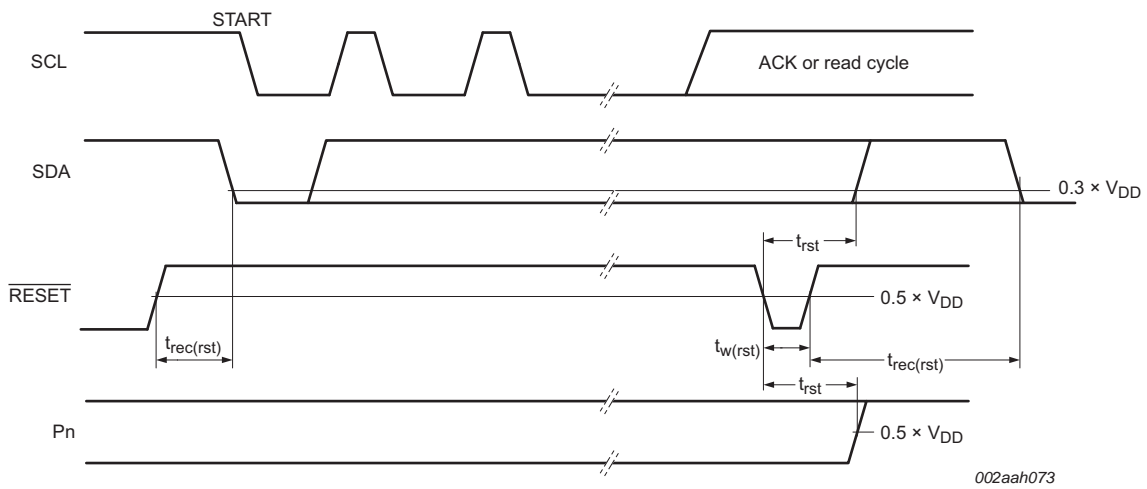 START
SCL
ACK or read cycle
SDA
0.3 × VDD
trst
RESET
0.5 × VDD
trec(rst)
tw(rst)
trec(rst)
trst
Pn
0.5 × VDD
002aah073